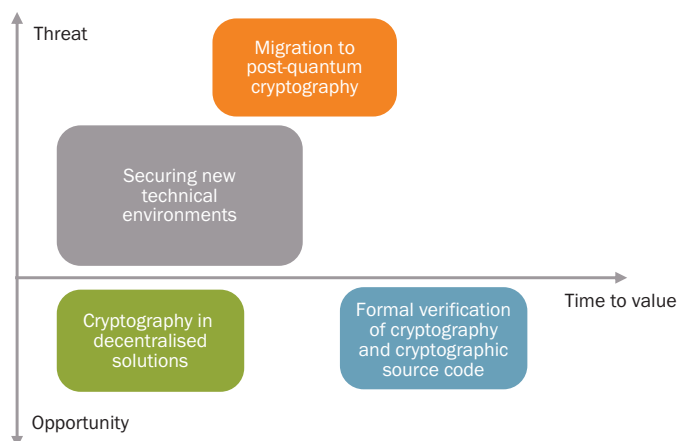 Threat
Migration to
post-quantum
cryptography
Securing new
technical
environments
Time to value
Cryptography in
decentralised
solutions
Formal verification
of cryptography
and cryptographic
source code
Opportunity